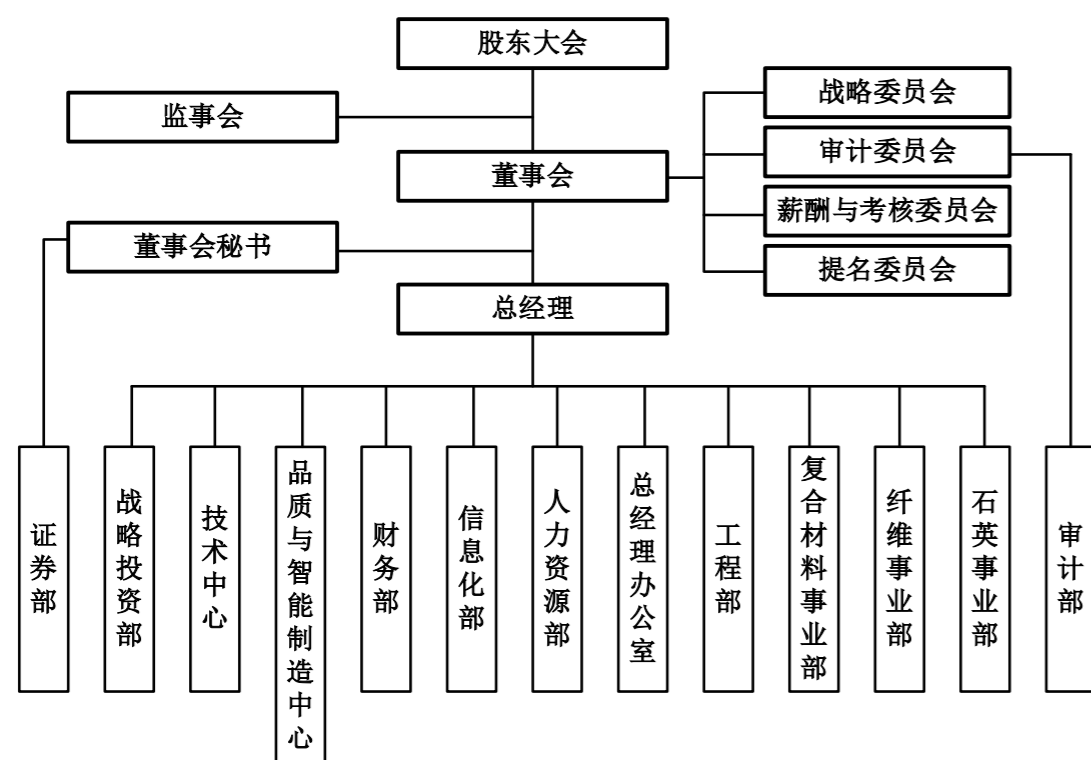 股东大会
监事会
战略委员会
审计委员会
董事会
薪酬与考核委员会
董事会秘书
提名委员会
总经理
证券部
战略投资部
技术中心
品质与智能制造中心
财务部
信息化部
人力资源部
总经理办公室
工程部
复合材料事业部
纤维事业部
石英事业部
审计部